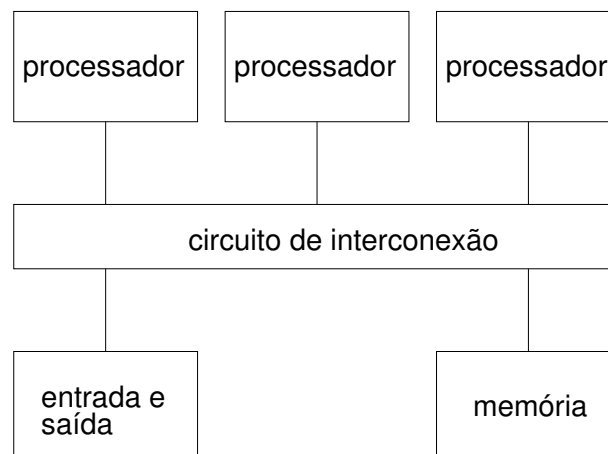 processador
processador
processador
circuito de interconexão
entrada e
saída
memória